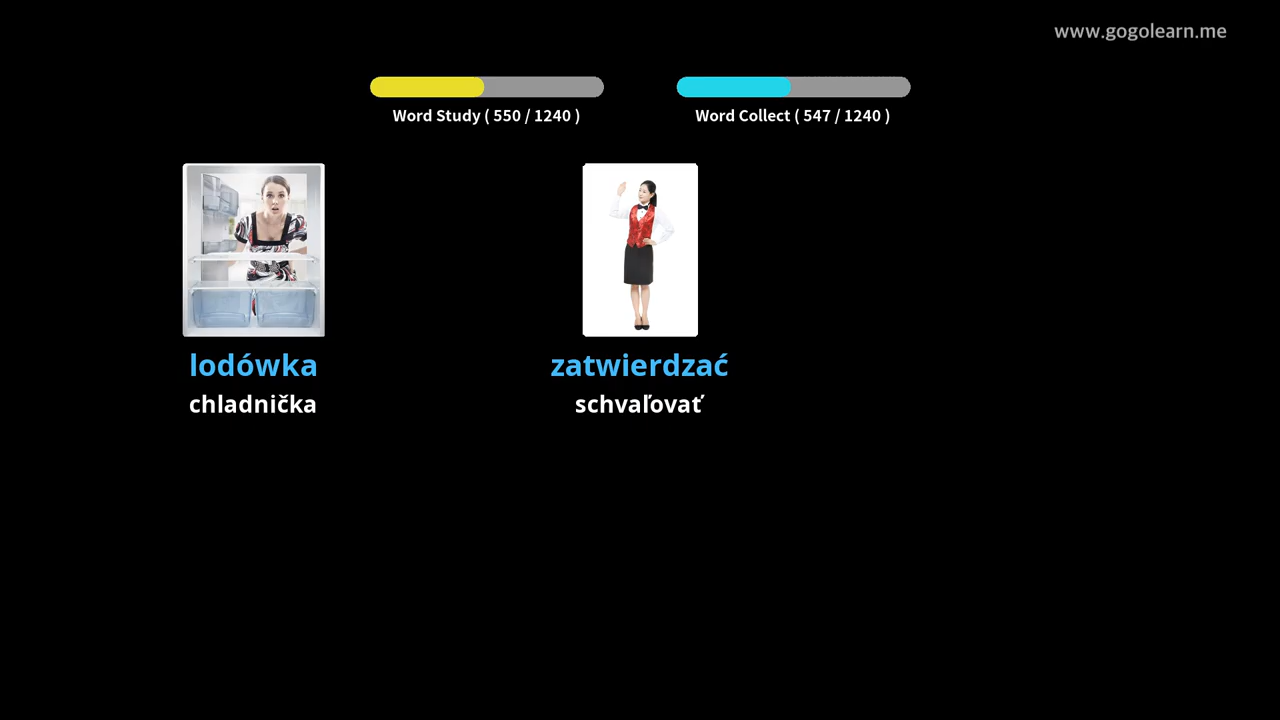 www.gogolearn.me
Word Study ( 550 / 1240 )
Word Collect ( 547 / 1240 )
lodówka
zatwierdzać
chladnička
schvaľovať